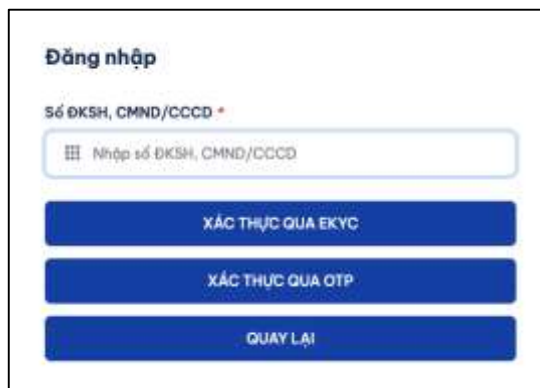 Đăng nhập
Số ĐKSH, CMND/CCCD *
Nhập số ĐKSH, CMND/CCCD
XÁC THỰC QUA EKYC
XÁC THỰC QUA OTP
QUAY LẠI